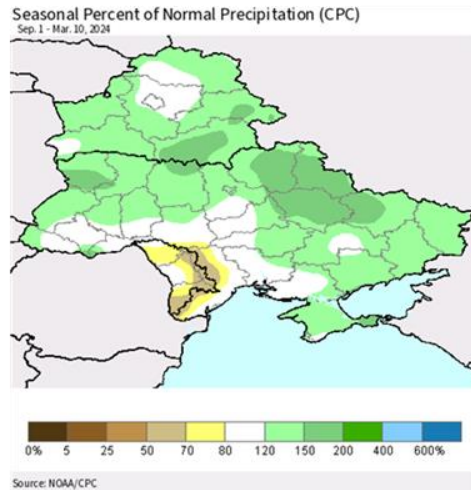 Seasonal Percent of Normal Precipitation (CPC)
Sep. 1 - Mar. 10, 2024
0% 5 25 50 70 80 120 150 200 400 600%
Source: NOAA/CPC